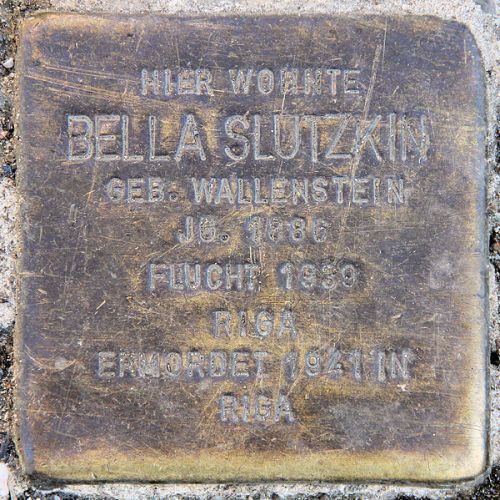 HIER WOHNTE
BELLA SLUTZKIN
GEB. WALLENSTEIN
JG. 1886
FLUCHT 1939
RIGA
ERMORDET 1941 IN
RIGA